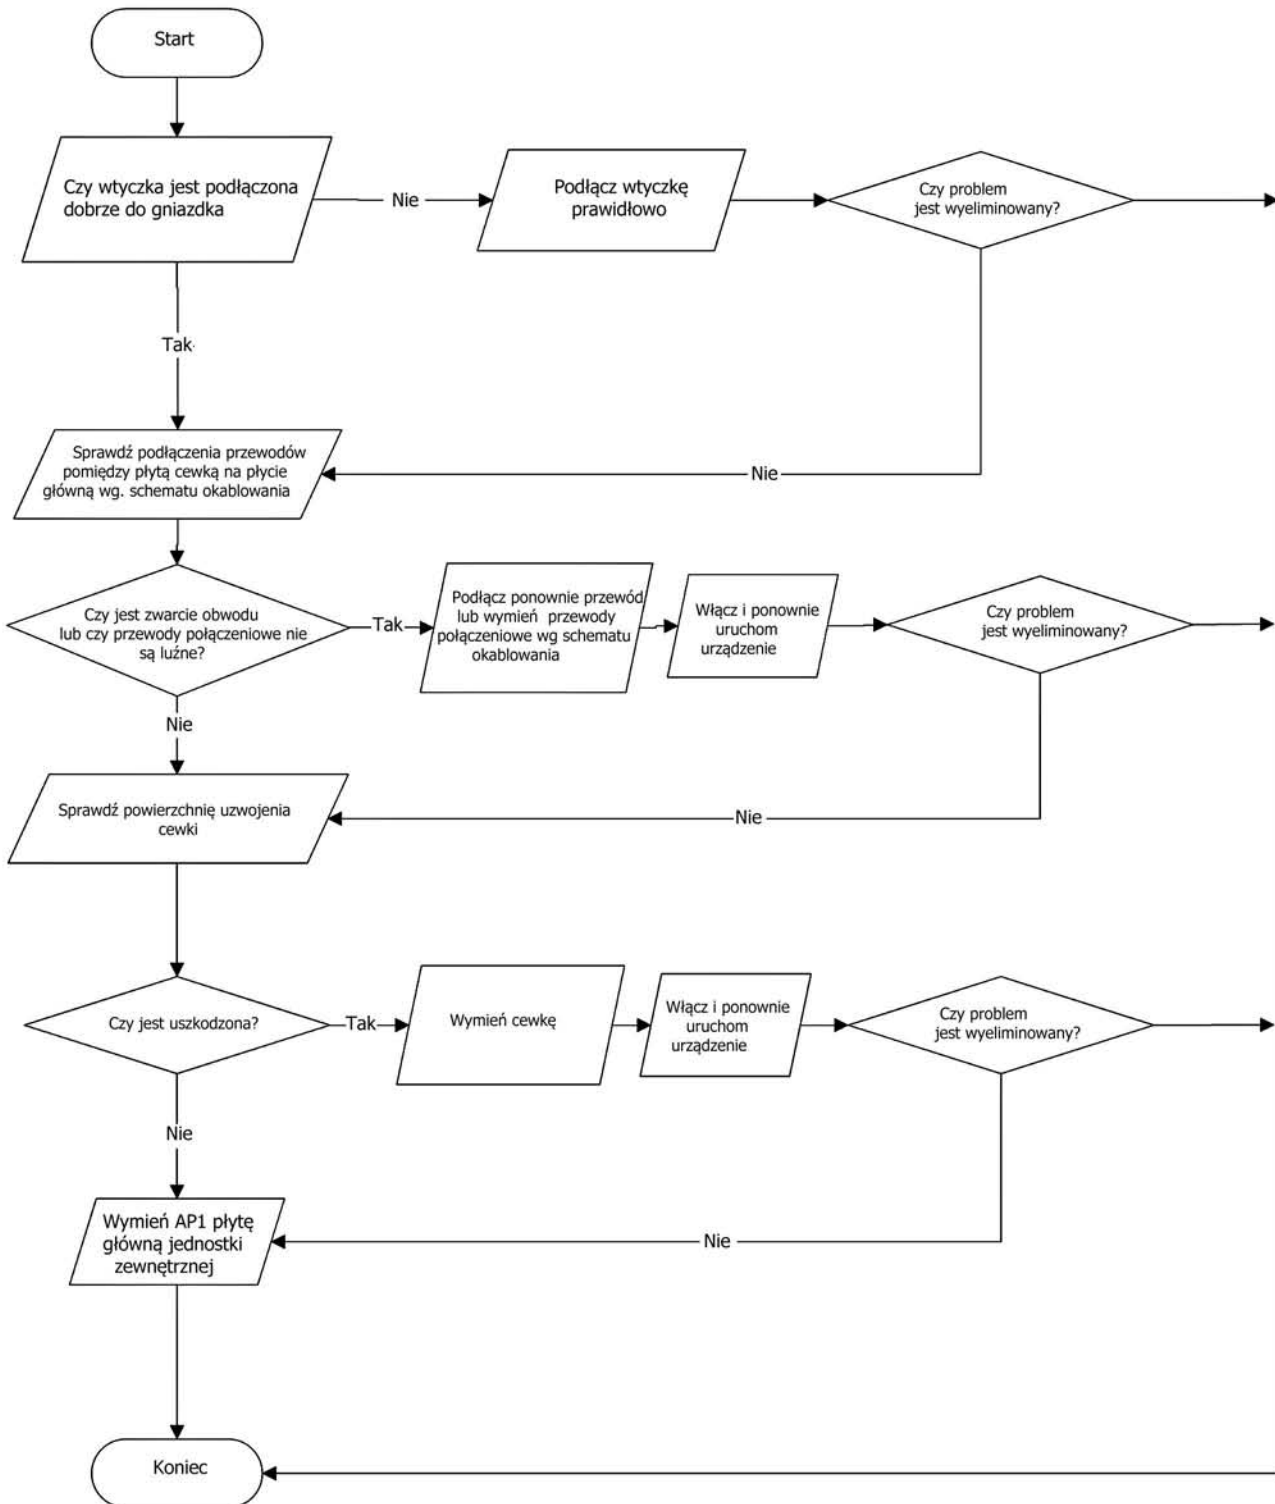 Start
Czy wtyczka jest podłączona
dobrze do gniazdka
Nie
Podłącz wtyczkę
prawidłowo
Czy problem
jest wyeliminowany?
Tak
Nie
Sprawdź podłączenia przewodów
pomiędzy płytą cewką na płycie
główną wg. schematu okablowania
Czy jest zwarcie obwodu
lub czy przewody połączeniowe nie
są luźne?
Tak
Podłącz ponownie przewód
lub wymień przewody
połączeniowe wg schematu
okablowania
Włącz i ponownie
uruchom
urządzenie
Czy problem
jest wyeliminowany?
Nie
Nie
Sprawdź powierzchnię uzwojenia
cewki
Czy jest uszkodzona?
Tak
Wymień cewkę
Włącz i ponownie
uruchom
urządzenie
Czy problem
jest wyeliminowany?
Nie
Nie
Wymień AP1 płytę
główną jednostki
zewnętrznej
Koniec